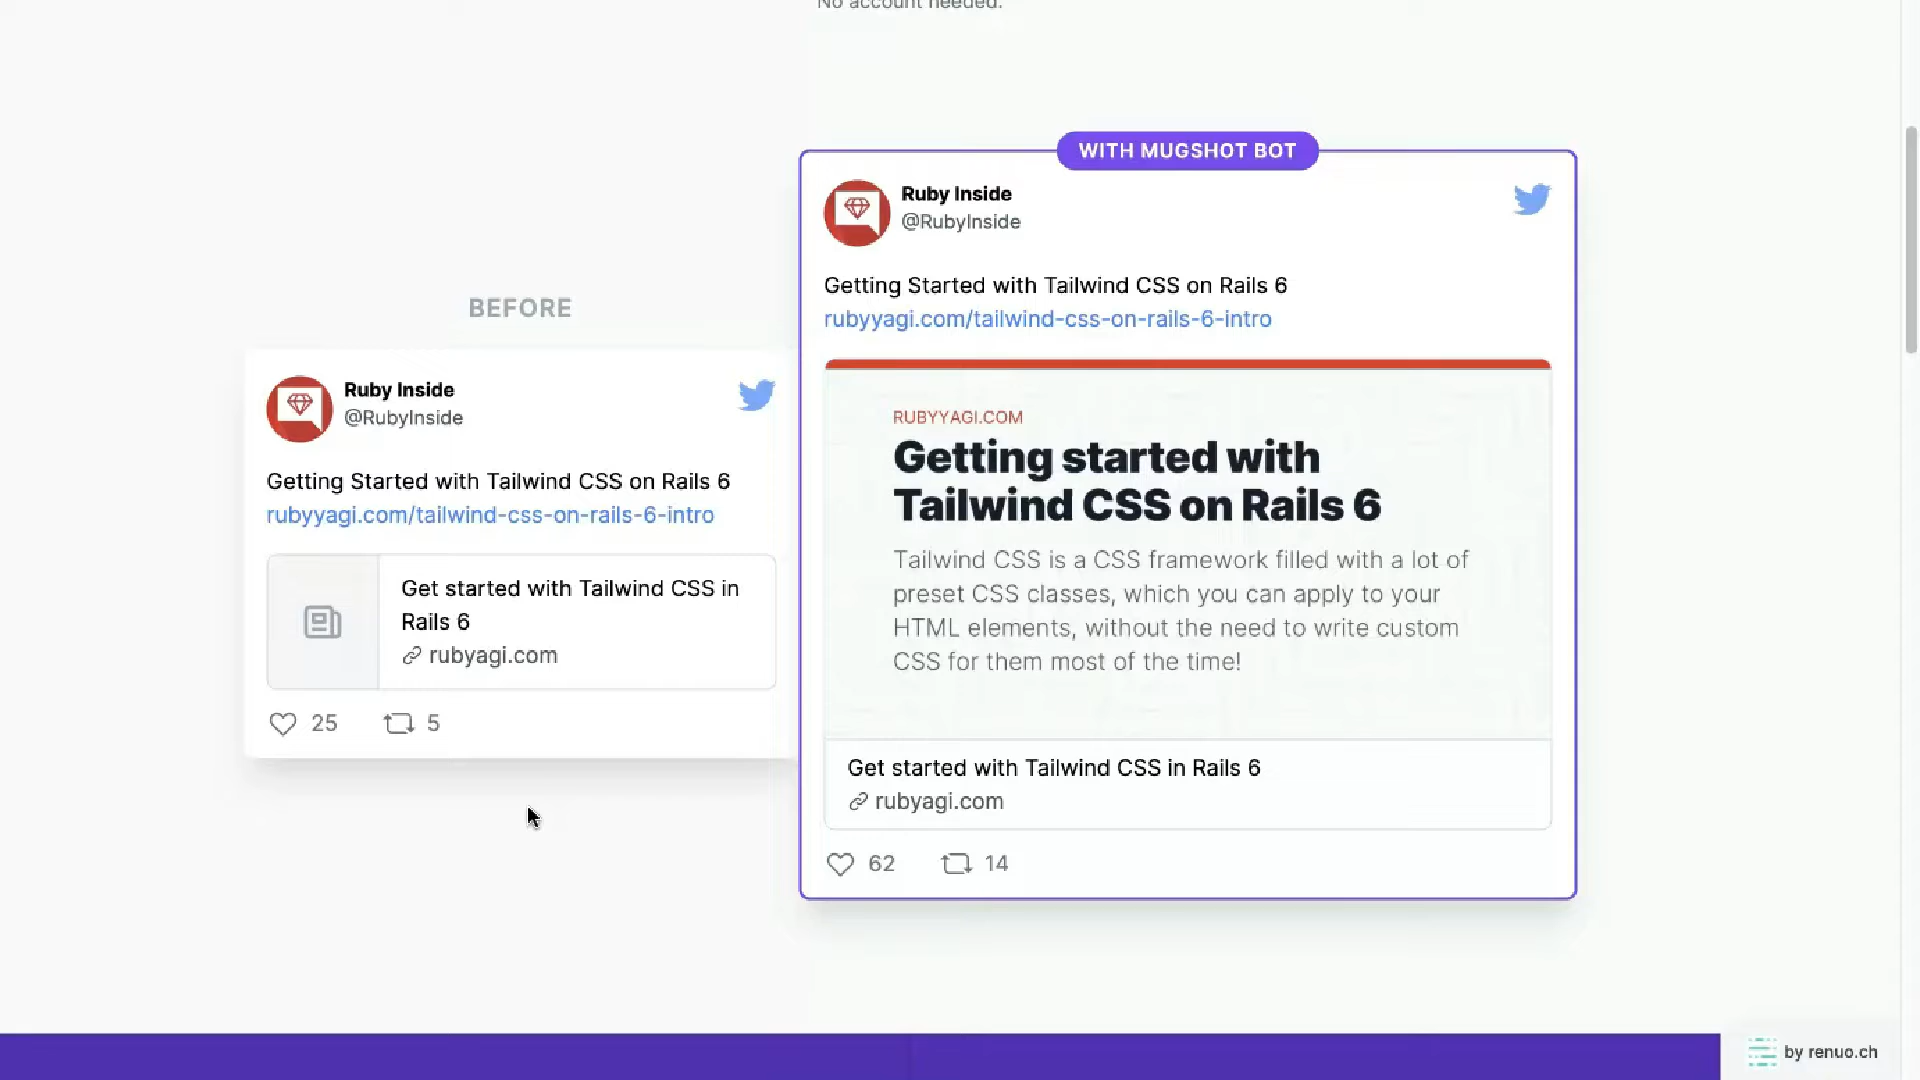 No account needed.
BEFORE
Ruby Inside
@RubyInside
Getting Started with Tailwind CSS on Rails 6
rubyyagi.com/tailwind-css-on-rails-6-intro
Get started with Tailwind CSS in
Rails 6
rubyagi.com
25
5
WITH MUGSHOT BOT
Ruby Inside
@RubyInside
Getting Started with Tailwind CSS on Rails 6
rubyyagi.com/tailwind-css-on-rails-6-intro
RUBYYAGI.COM
Getting started with
Tailwind CSS on Rails 6
Tailwind CSS is a CSS framework filled with a lot of
preset CSS classes, which you can apply to your
HTML elements, without the need to write custom
CSS for them most of the time!
Get started with Tailwind CSS in Rails 6
rubyagi.com
62
14
by renuo.ch